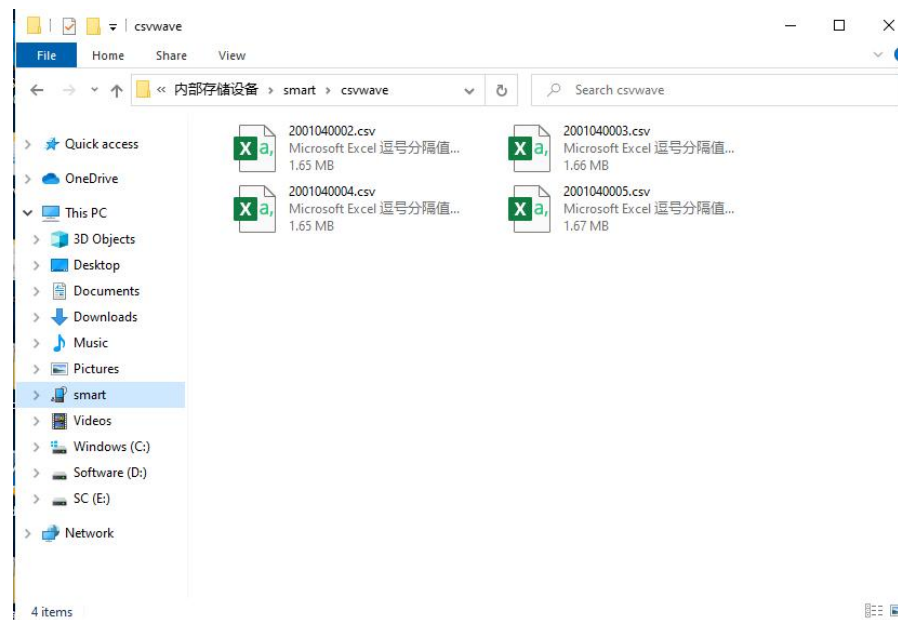 csvwave
File Home Share View
« 内部存储设备 › smart › csvwave
Search csvwave
Quick access
OneDrive
This PC
3D Objects
Desktop
Documents
Downloads
Music
Pictures
smart
Videos
Windows (C:)
Software (D:)
SC (E:)
Network
2001040002.csv
Microsoft Excel 逗号分隔值...
1.65 MB
2001040003.csv
Microsoft Excel 逗号分隔值...
1.66 MB
2001040004.csv
Microsoft Excel 逗号分隔值...
1.65 MB
2001040005.csv
Microsoft Excel 逗号分隔值...
1.67 MB
4 items